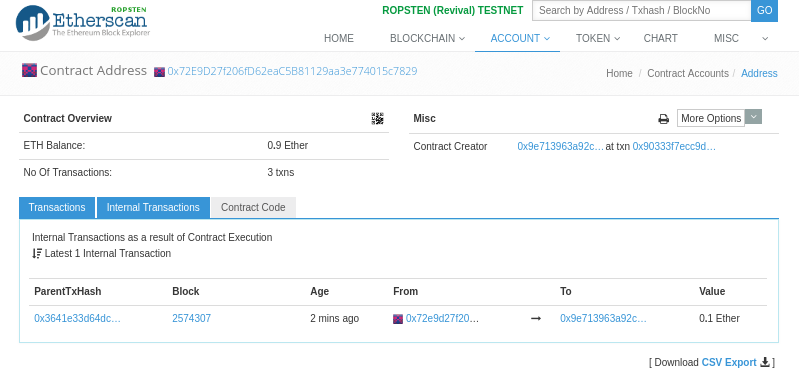 ROPSTEN
Etherscan
The Ethereum Block Explorer
ROPSTEN (Revival) TESTNET
Search by Address / Txhash / BlockNo
GO
HOME BLOCKCHAIN ACCOUNT TOKEN CHART MISC
Contract Address 0x72E9D27f206fD62eaC5B81129aa3e774015c7829
Home / Contract Accounts / Address
Contract Overview
ETH Balance: 0.9 Ether
No Of Transactions: 3 txns
Misc
More Options
Contract Creator 0x9e713963a92c… at txn 0x90333f7ecc9d…
Transactions Internal Transactions Contract Code
Internal Transactions as a result of Contract Execution
Latest 1 Internal Transaction
ParentTxHash Block Age From To Value
0x3641e33d64dc… 2574307 2 mins ago 0x72e9d27f20… → 0x9e713963a92c… 0.1 Ether
[ Download CSV Export ]